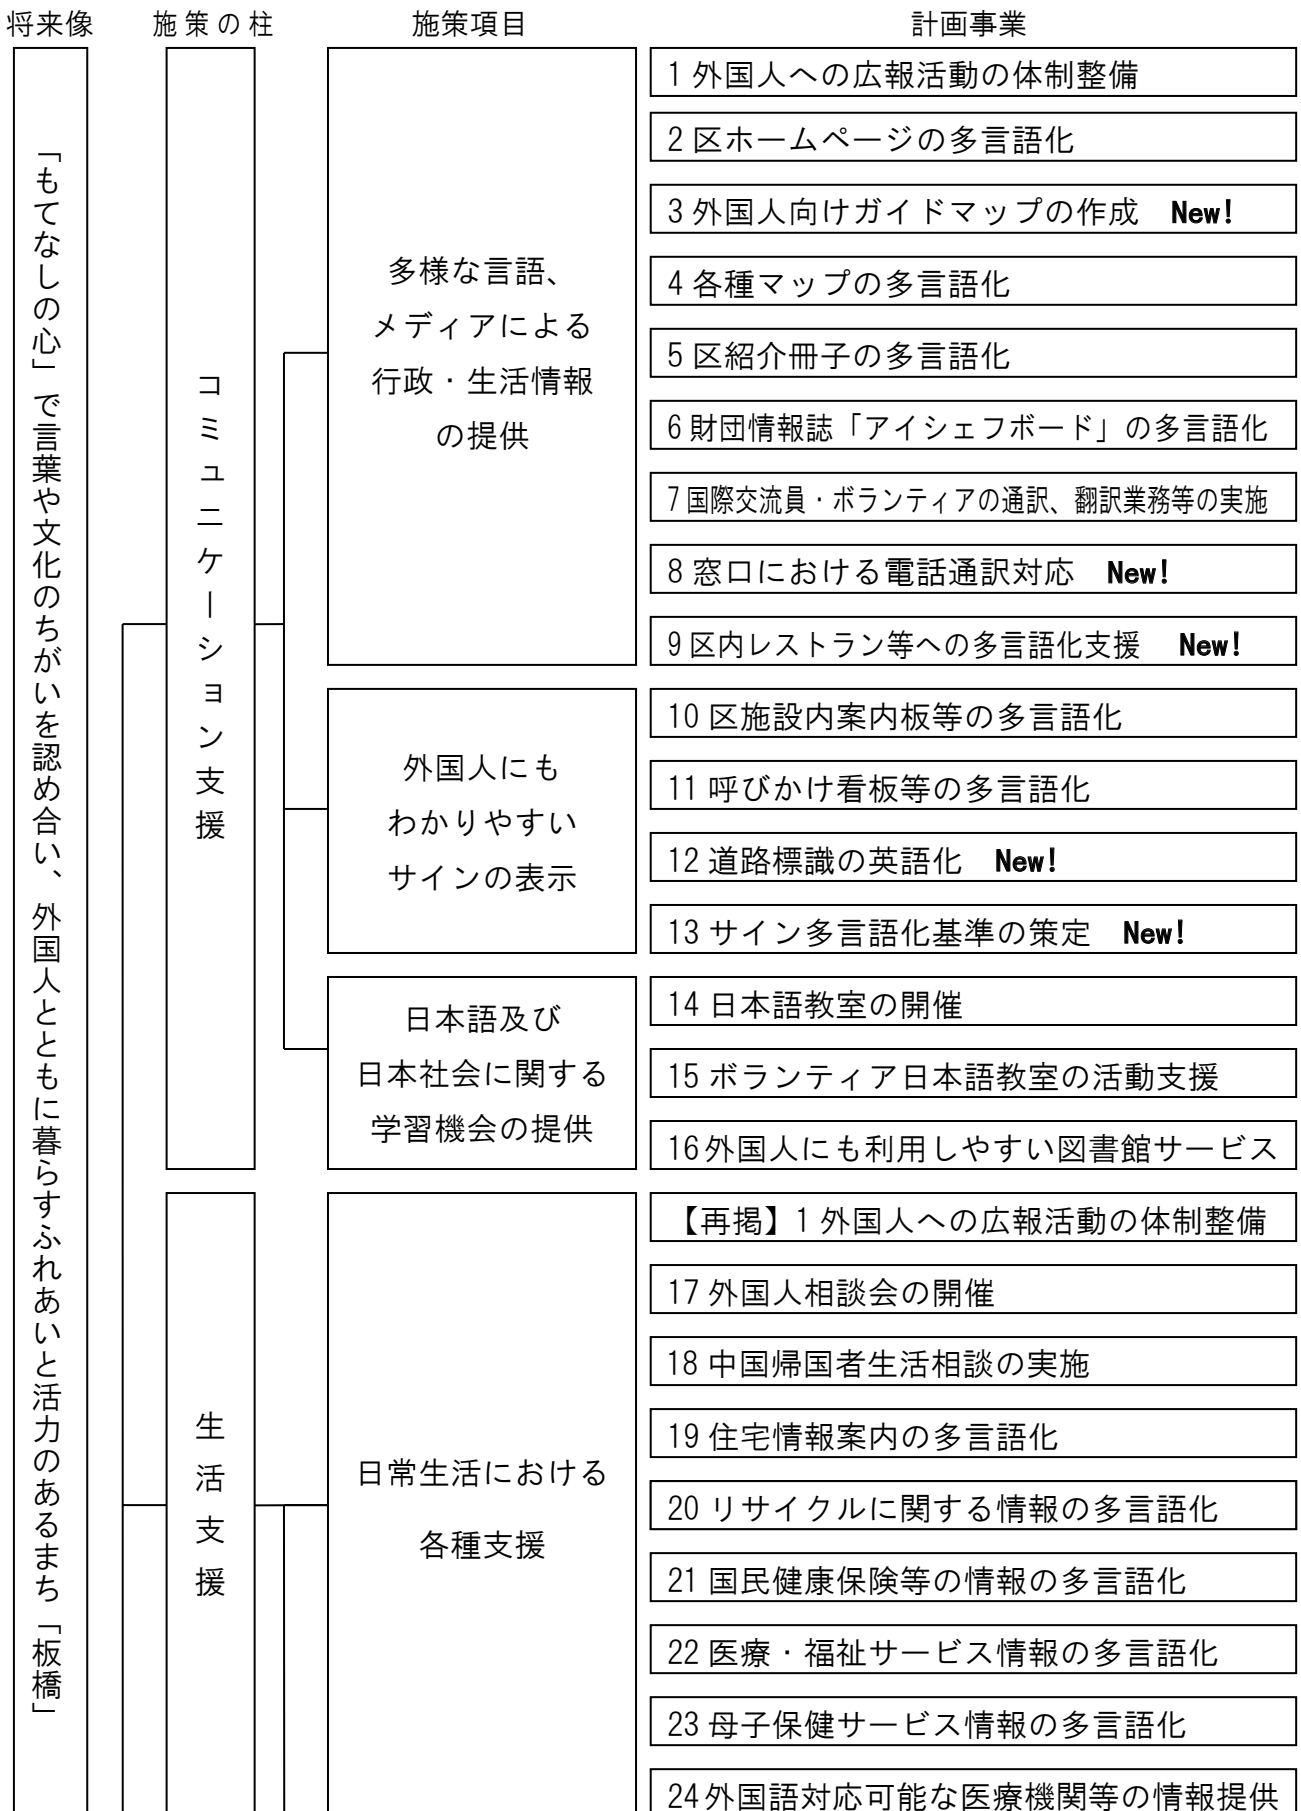 将来像 施策の柱 施策項目 計画事業
「もてなしの心」で言葉や文化のちがいを認め合い、外国人とともに暮らすふれあいと活力のあるまち「板橋」
コミュニケーション支援
多様な言語、
メディアによる
行政・生活情報
の提供
1 外国人への広報活動の体制整備
2 区ホームページの多言語化
3 外国人向けガイドマップの作成 New!
4 各種マップの多言語化
5 区紹介冊子の多言語化
6 財団情報誌「アイシェフボード」の多言語化
7 国際交流員・ボランティアの通訳、翻訳業務等の実施
8 窓口における電話通訳対応 New!
9 区内レストラン等への多言語化支援 New!
外国人にも
わかりやすい
サインの表示
10 区施設内案内板等の多言語化
11 呼びかけ看板等の多言語化
12 道路標識の英語化 New!
13 サイン多言語化基準の策定 New!
日本語及び
日本社会に関する
学習機会の提供
14 日本語教室の開催
15 ボランティア日本語教室の活動支援
16 外国人にも利用しやすい図書館サービス
生活支援
日常生活における
各種支援
【再掲】1 外国人への広報活動の体制整備
17 外国人相談会の開催
18 中国帰国者生活相談の実施
19 住宅情報案内の多言語化
20 リサイクルに関する情報の多言語化
21 国民健康保険等の情報の多言語化
22 医療・福祉サービス情報の多言語化
23 母子保健サービス情報の多言語化
24 外国語対応可能な医療機関等の情報提供